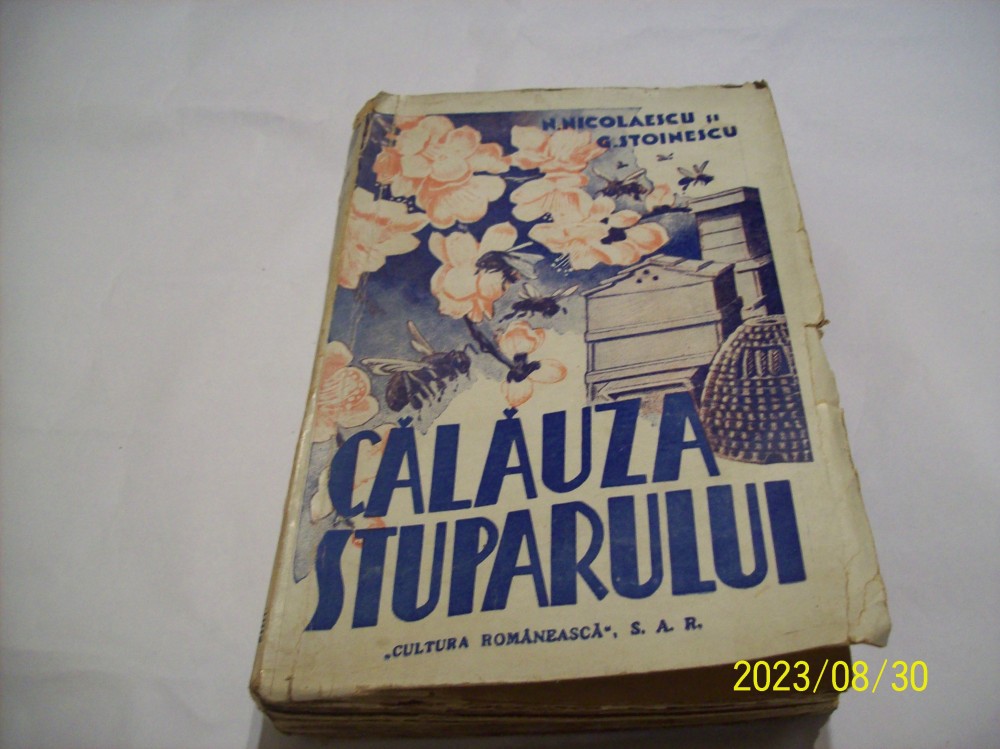 N.NICOLAESCU și
G.STOINESCU
CĂLĂUZA
STUPARULUI
„CULTURA ROMÂNEASCĂ“, S. A. R.
2023/08/30